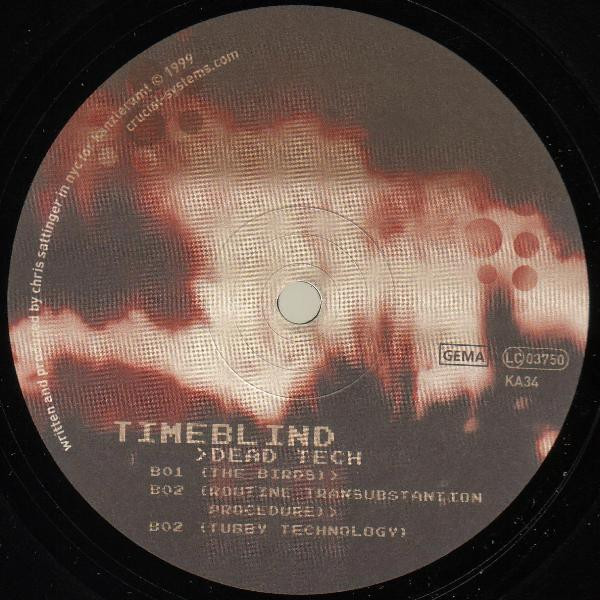 written and produced by chris sattinger in nyc for kanzleramt © 1999
crucial-systems.com
GEMA
LC 03750
KA34
TIMEBLIND
>DEAD TECH
B01 (THE BIRDS)>
B02 (ROUTINE TRANSUBSTANTION
PROCEDURE)>
B02 (TUBBY TECHNOLOGY)